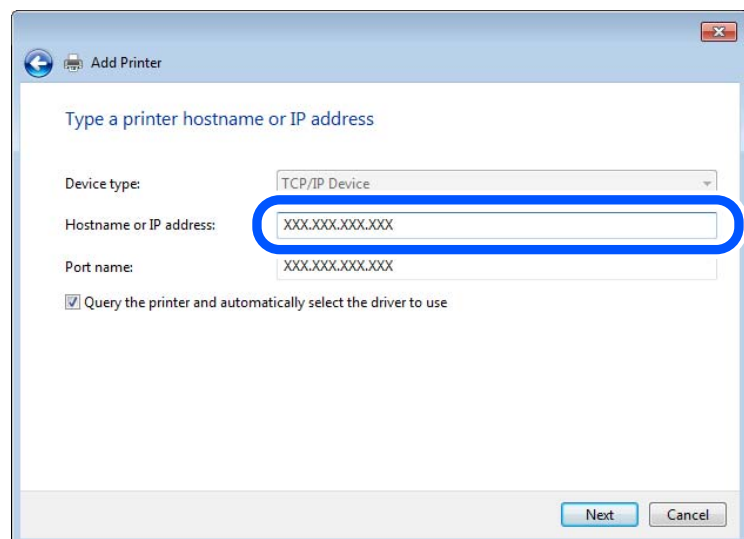 Add Printer
Type a printer hostname or IP address
Device type: TCP/IP Device
Hostname or IP address: XXX.XXX.XXX.XXX
Port name: XXX.XXX.XXX.XXX
Query the printer and automatically select the driver to use
Next Cancel